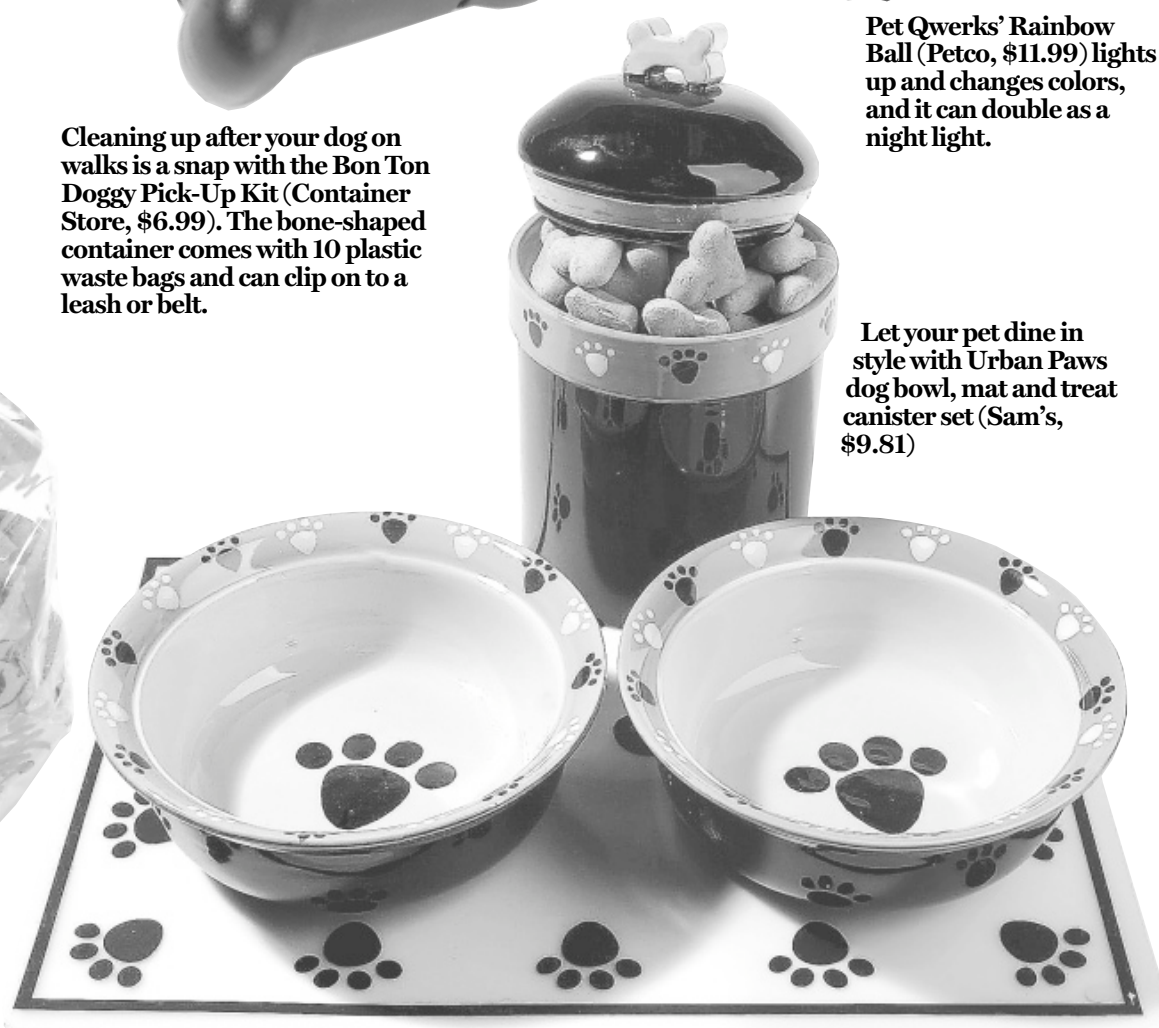 Pet Qwerks’ Rainbow
Ball (Petco, $11.99) lights
up and changes colors,
and it can double as a
night light.
Cleaning up after your dog on
walks is a snap with the Bon Ton
Doggy Pick-Up Kit (Container
Store, $6.99). The bone-shaped
container comes with 10 plastic
waste bags and can clip on to a
leash or belt.
Let your pet dine in
style with Urban Paws
dog bowl, mat and treat
canister set (Sam’s,
$9.81)